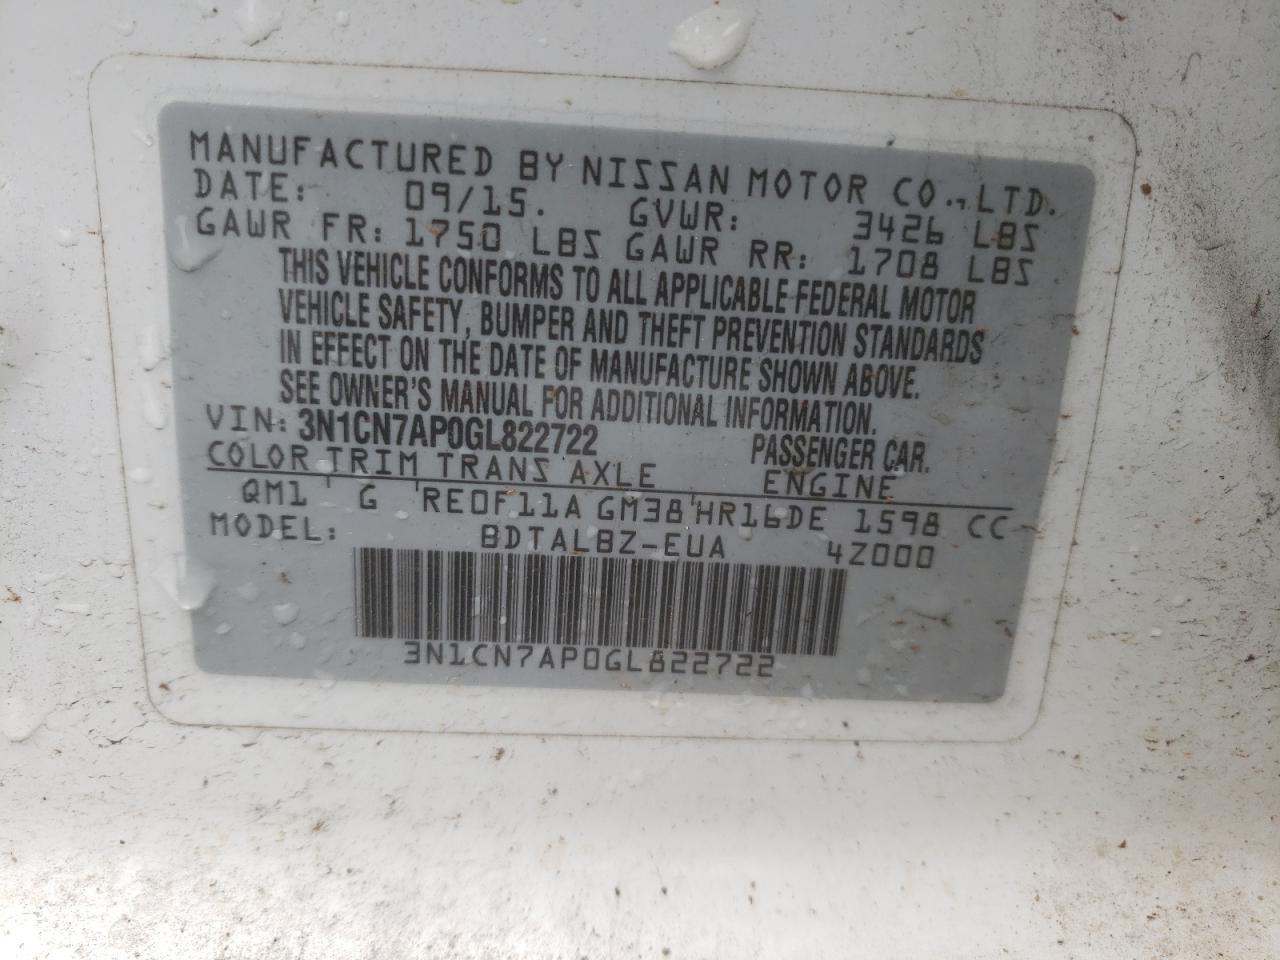 MANUFACTURED BY NISSAN MOTOR CO., LTD.
DATE: 09/15. GVWR: 3426 LBS
GAWR FR: 1750 LBS GAWR RR: 1708 LBS
THIS VEHICLE CONFORMS TO ALL APPLICABLE FEDERAL MOTOR
VEHICLE SAFETY, BUMPER AND THEFT PREVENTION STANDARDS
IN EFFECT ON THE DATE OF MANUFACTURE SHOWN ABOVE.
SEE OWNER'S MANUAL FOR ADDITIONAL INFORMATION.
VIN: 3N1CN7AP0GL822722 PASSENGER CAR.
COLOR TRIM TRANS AXLE ENGINE
QM1 ' G ' RE0F11A GM38 ' HR16DE 1598 CC
MODEL: BDTALBZ-EUA 4Z000
3N1CN7AP0GL822722